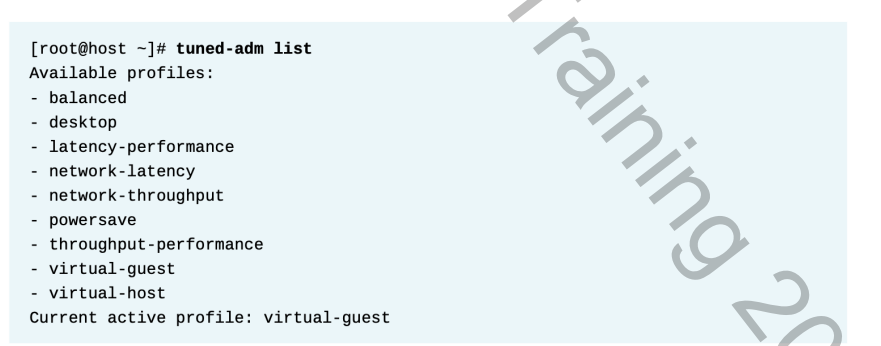 [root@host ~]# tuned-adm list
Available profiles:
- balanced
- desktop
- latency-performance
- network-latency
- network-throughput
- powersave
- throughput-performance
- virtual-guest
- virtual-host
Current active profile: virtual-guest
Training 20